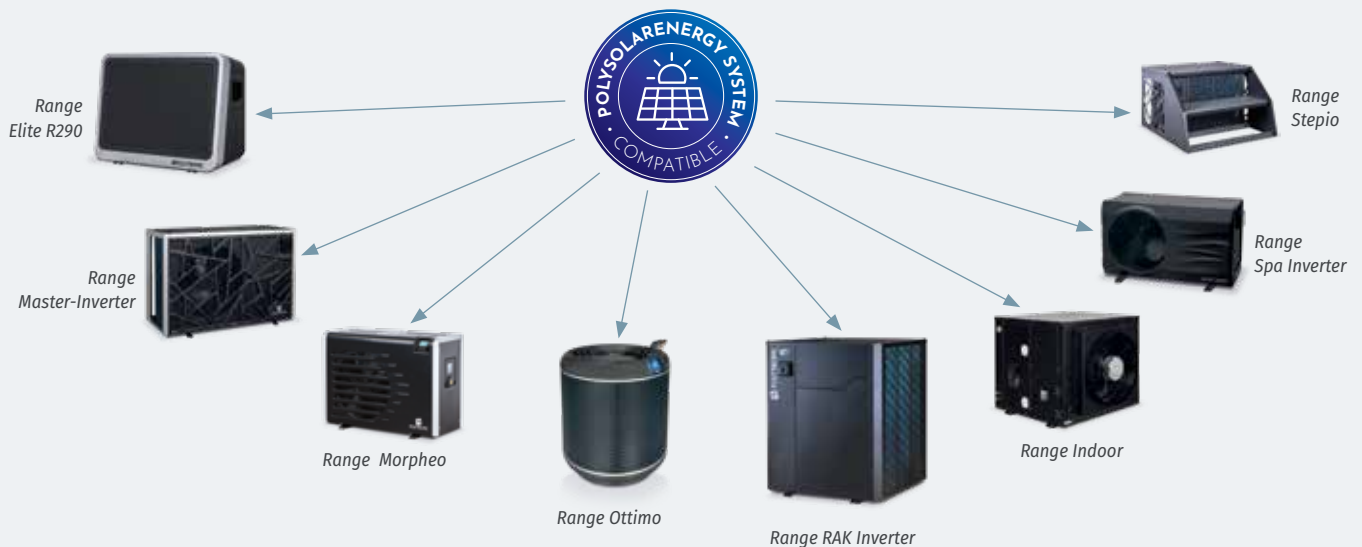 POLYSOLARENERGY SYSTEM
COMPATIBLE
Range
Elite R290
Range
Stepio
Range
Master-Inverter
Range
Spa Inverter
Range Morpheo
Range Indoor
Range Ottimo
Range RAK Inverter